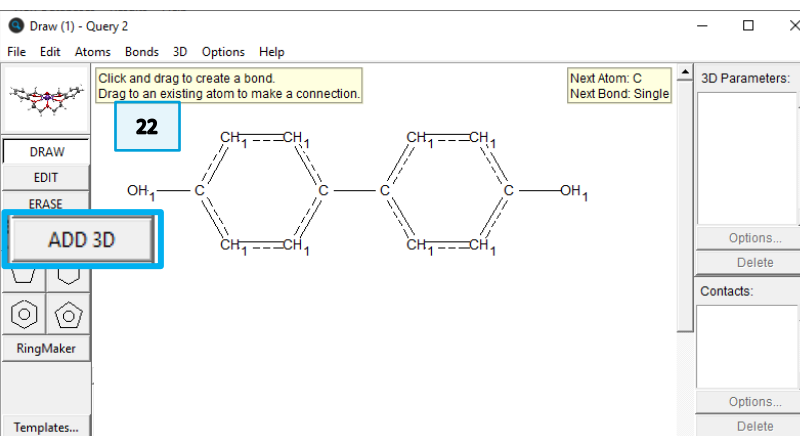 Draw (1) - Query 2
File Edit Atoms Bonds 3D Options Help
Click and drag to create a bond.
Drag to an existing atom to make a connection.
Next Atom: C
Next Bond: Single
3D Parameters:
22
DRAW
EDIT
ERASE
ADD 3D
CH1 CH1 CH1 CH1
OH1 C C C C OH1
CH1 CH1 CH1 CH1
Options...
Delete
Contacts:
RingMaker
Options...
Templates...
Delete